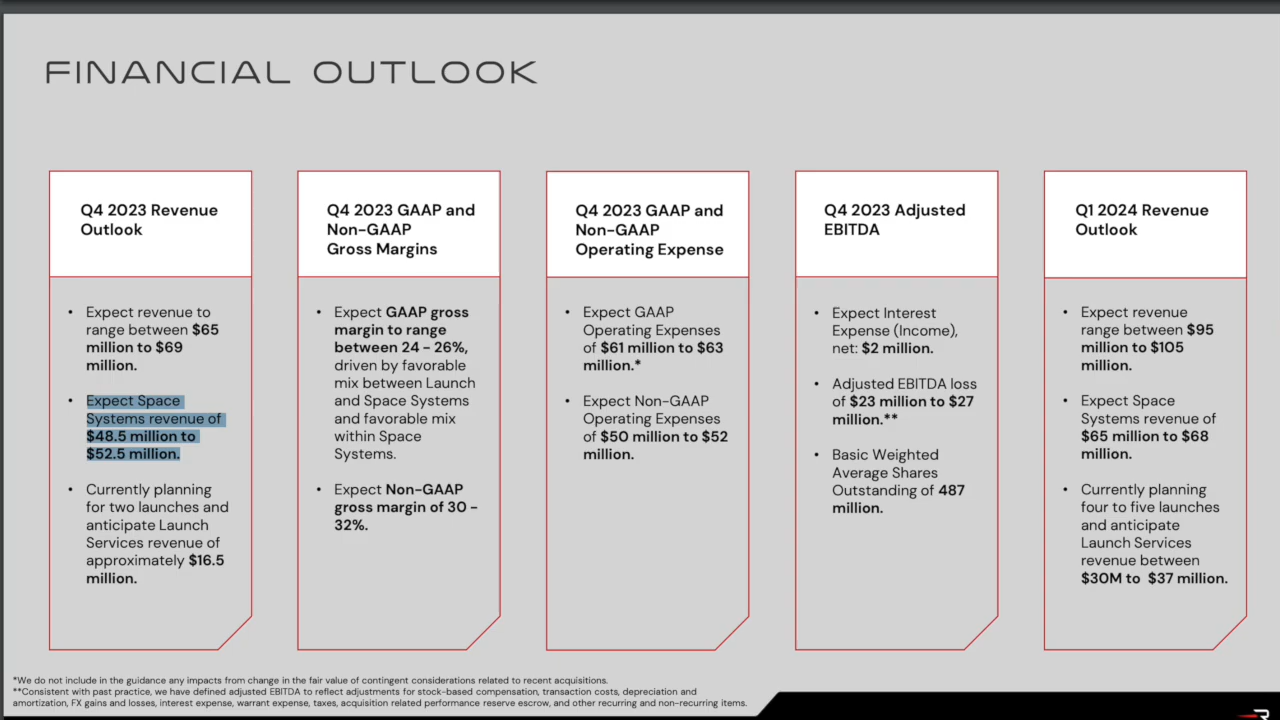 FINANCIAL OUTLOOK
Q4 2023 Revenue
Outlook
• Expect revenue to
range between $65
million to $69
million.
• Expect Space
Systems revenue of
$48.5 million to
$52.5 million.
• Currently planning
for two launches and
anticipate Launch
Services revenue of
approximately $16.5
million.
Q4 2023 GAAP and
Non-GAAP
Gross Margins
• Expect GAAP gross
margin to range
between 24 - 26%,
driven by favorable
mix between Launch
and Space Systems
and favorable mix
within Space
Systems.
• Expect Non-GAAP
gross margin of 30 -
32%.
Q4 2023 GAAP and
Non-GAAP
Operating Expense
• Expect GAAP
Operating Expenses
of $61 million to $63
million.*
• Expect Non-GAAP
Operating Expenses
of $50 million to $52
million.
Q4 2023 Adjusted
EBITDA
• Expect Interest
Expense (Income),
net: $2 million.
• Adjusted EBITDA loss
of $23 million to $27
million.**
• Basic Weighted
Average Shares
Outstanding of 487
million.
Q1 2024 Revenue
Outlook
• Expect revenue
range between $95
million to $105
million.
• Expect Space
Systems revenue of
$65 million to $68
million.
• Currently planning
four to five launches
and anticipate
Launch Services
revenue between
$30M to $37 million.
*We do not include in the guidance any impacts from change in the fair value of contingent considerations related to recent acquisitions.
**Consistent with past practice, we have defined adjusted EBITDA to reflect adjustments for stock-based compensation, transaction costs, depreciation and
amortization, FX gains and losses, interest expense, warrant expense, taxes, acquisition related performance reserve escrow, and other recurring and non-recurring items.